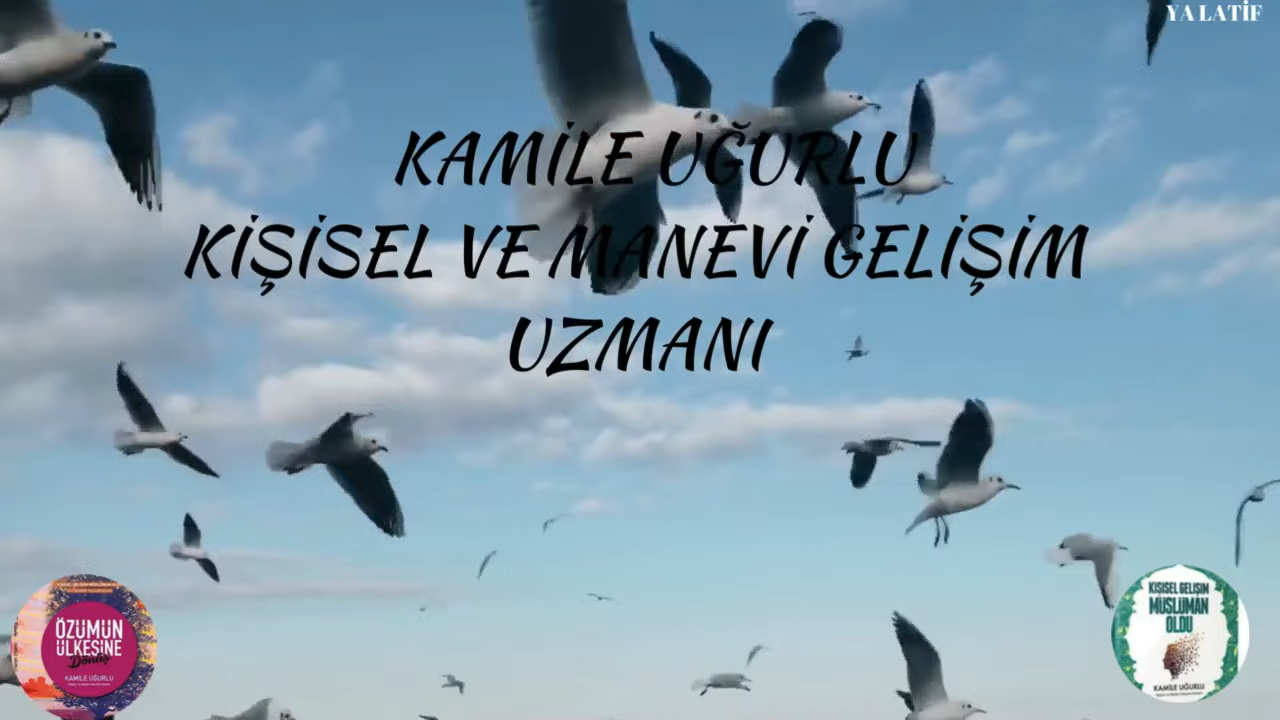 YA LATİF
KAMİLE UĞURLU
KİŞİSEL VE MANEVİ GELİŞİM
UZMANI
ÖZÜMÜN
ÜLKESİNE
Dönüş
KAMİLE UĞURLU
KİŞİSEL GELİŞİM
MÜSLÜMAN
OLDU
KAMİLE UĞURLU